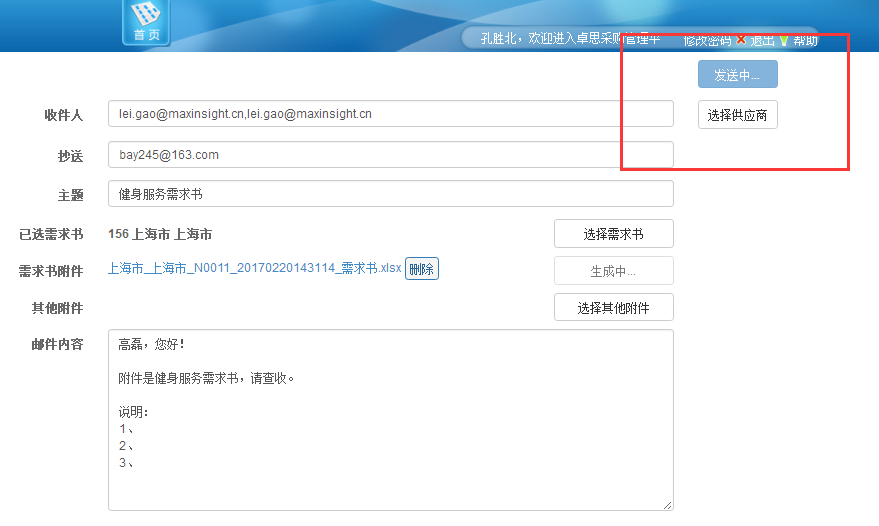 首 页
孔胜北，欢迎进入卓思采购管理平 修改密码 退出 帮助
发送中...
收件人 lei.gao@maxinsight.cn,lei.gao@maxinsight.cn 选择供应商
抄送 bay245@163.com
主题 健身服务需求书
已选需求书 156 上海市 上海市 选择需求书
需求书附件 上海市_上海市_N0011_20170220143114_需求书.xlsx 删除 生成中...
其他附件 选择其他附件
邮件内容 高磊，您好！
附件是健身服务需求书，请查收。
说明：
1、
2、
3、